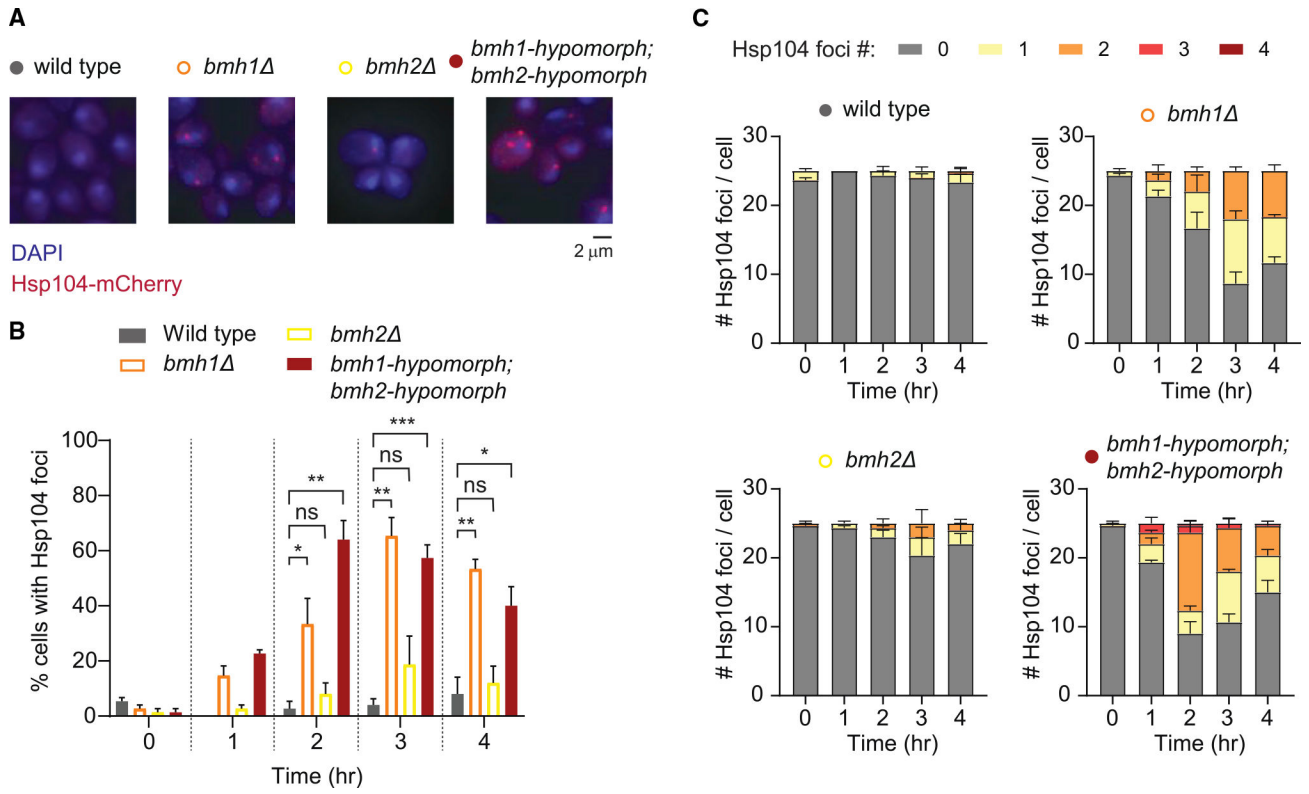 A
wild type
bmh1Δ
bmh2Δ
bmh1-hypomorph;
bmh2-hypomorph
DAPI
Hsp104-mCherry
2 μm
B
Wild type
bmh1Δ
bmh2Δ
bmh1-hypomorph;
bmh2-hypomorph
% cells with Hsp104 foci
100
80
60
40
20
0
*
ns
**
**
ns
***
**
ns
*
0 1 2 3 4
Time (hr)
C
Hsp104 foci #: 0 1 2 3 4
wild type
# Hsp104 foci / cell
30
20
10
0
0 1 2 3 4
Time (hr)
bmh1Δ
# Hsp104 foci / cell
30
20
10
0
0 1 2 3 4
Time (hr)
bmh2Δ
# Hsp104 foci / cell
30
20
10
0
0 1 2 3 4
Time (hr)
bmh1-hypomorph;
bmh2-hypomorph
# Hsp104 foci / cell
30
20
10
0
0 1 2 3 4
Time (hr)